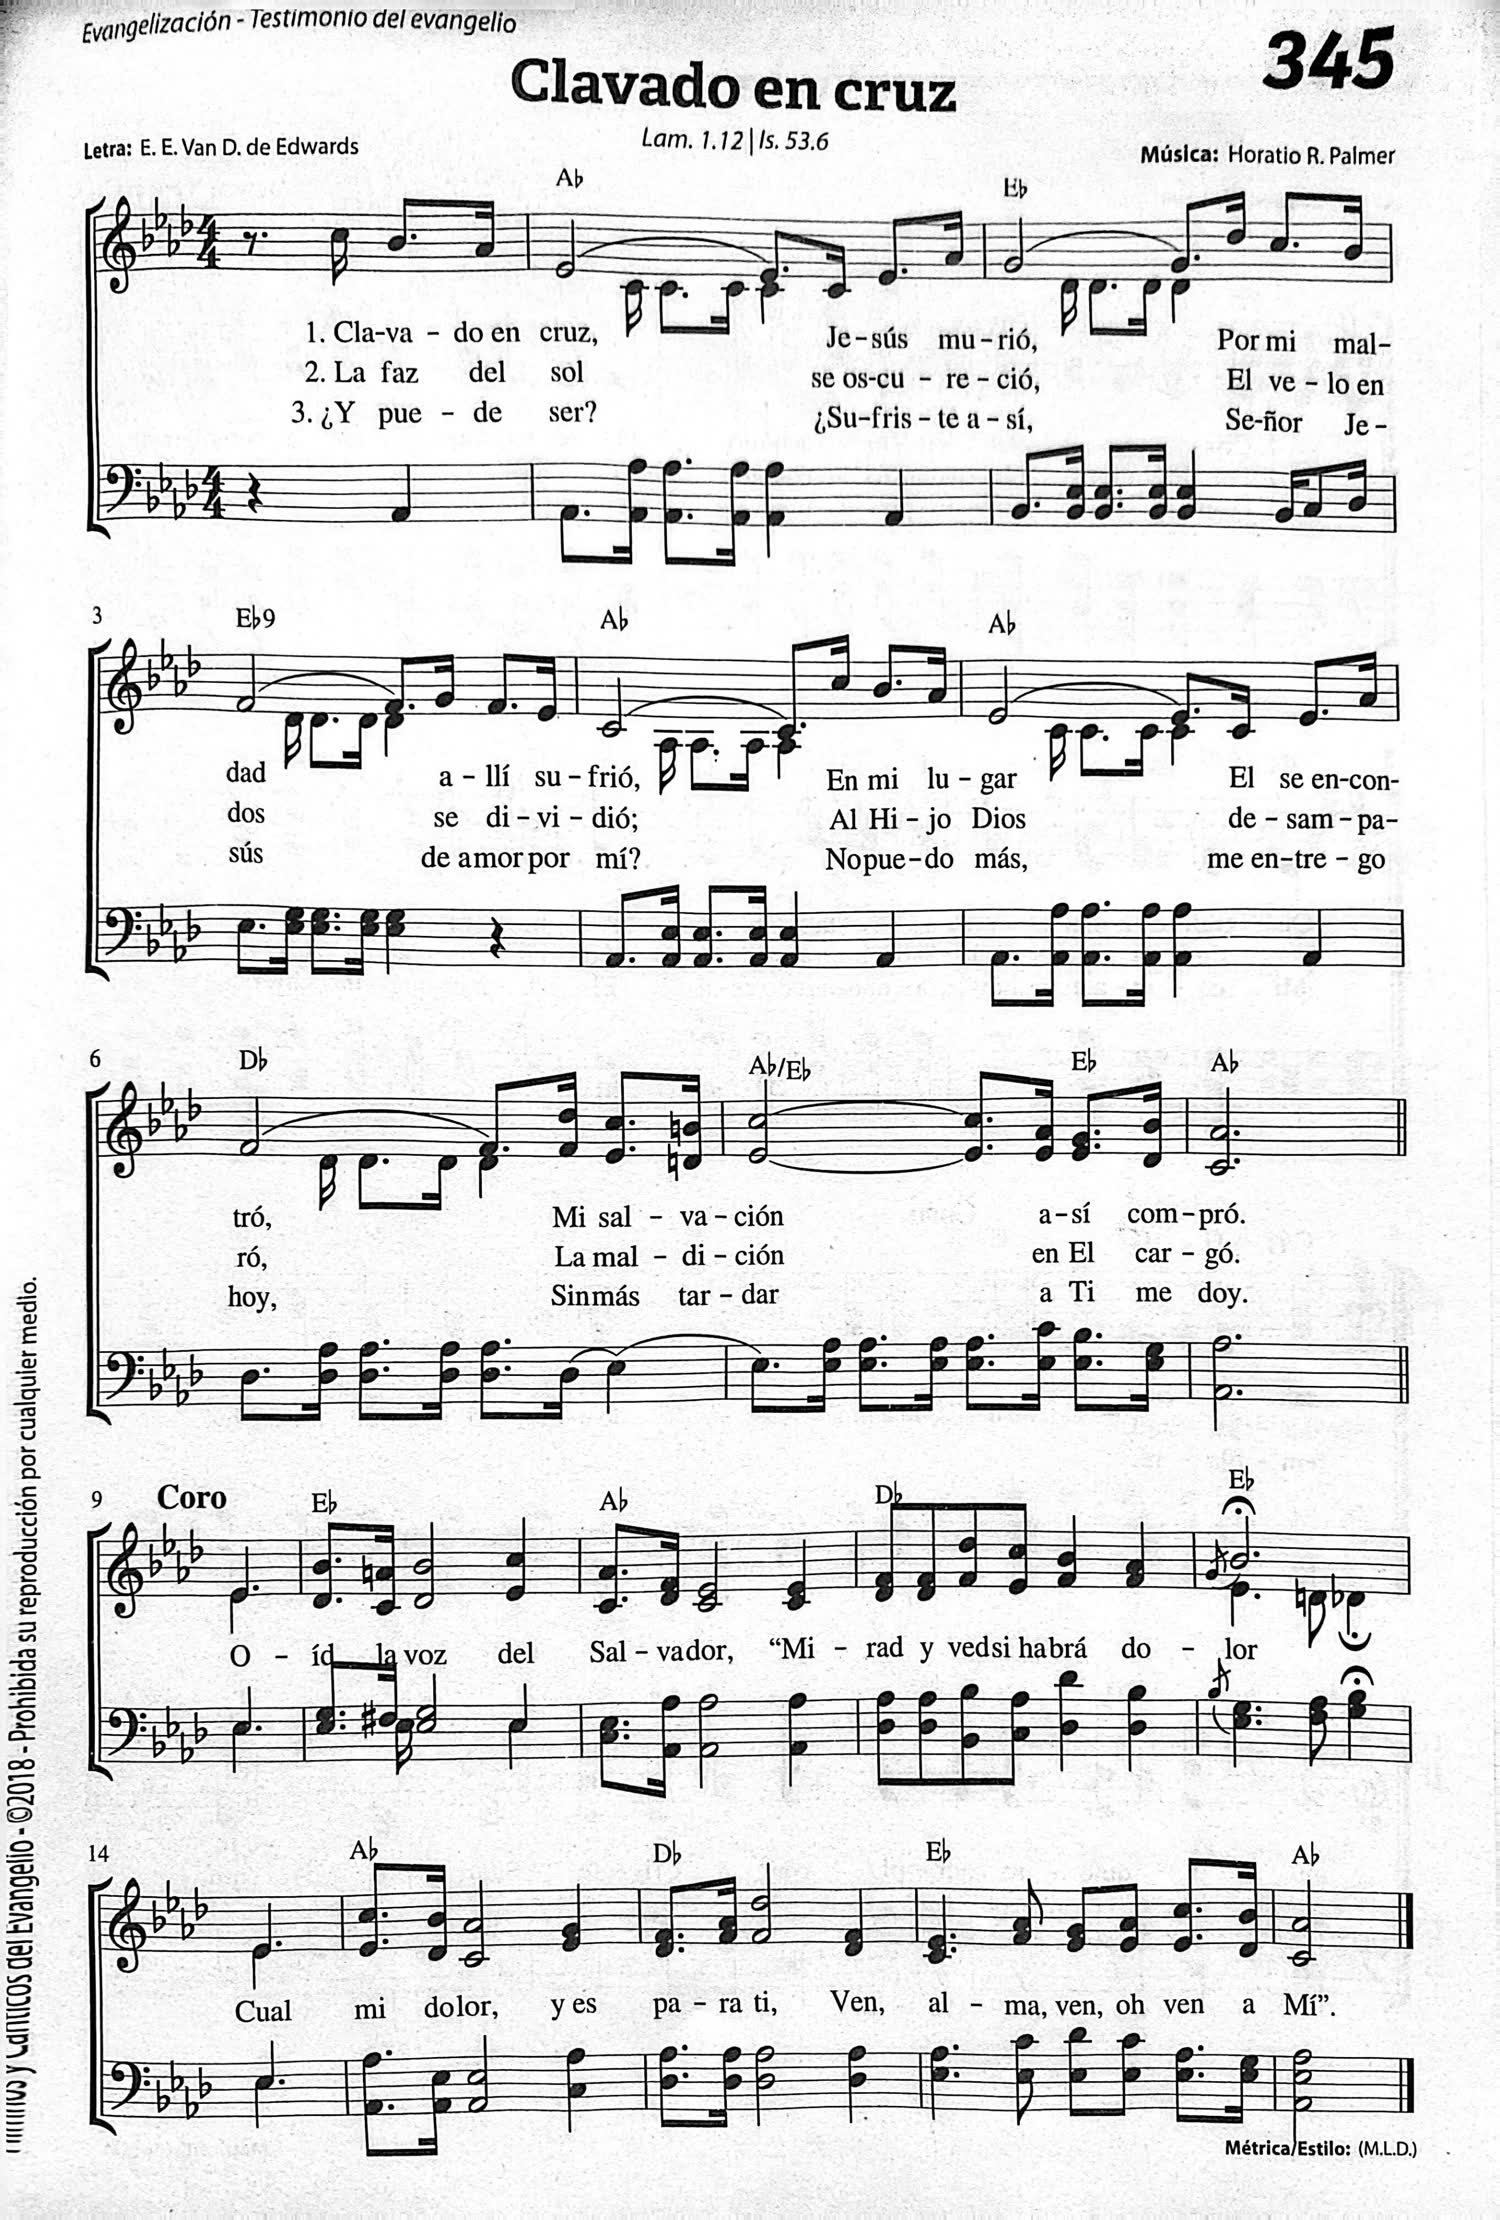 Evangelización - Testimonio del evangelio
345
Clavado en cruz
Lam. 1.12 | Is. 53.6
Letra: E. E. Van D. de Edwards
Música: Horatio R. Palmer
A♭ E♭
1. Cla-va - do en cruz, Je-sús mu-rió, Por mi mal-
2. La faz del sol se os-cu - re - ció, El ve - lo en
3. ¿Y pue - de ser? ¿Su-fris - te a - sí, Se-ñor Je -
3 E♭9 A♭ A♭
dad a - llí su-frió, En mi lu - gar El se en-con-
dos se di - vi - dió; Al Hi - jo Dios de - sam - pa-
sús de amor por mí? No pue-do más, me en-tre - go
6 D♭ A♭/E♭ E♭ A♭
tró, Mi sal - va - ción a-sí com-pró.
ró, La mal - di - ción en El car - gó.
hoy, Sin más tar - dar a Ti me doy.
9 Coro E♭ A♭ D♭ E♭
O - íd la voz del Sal - vador, “Mi - rad y ved si habrá do - lor
14 A♭ D♭ E♭ A♭
Cual mi dolor, y es pa - ra ti, Ven, al - ma, ven, oh ven a Mí”.
Métrica/Estilo: (M.L.D.)
y Cánticos del Evangelio - ©2018 - Prohibida su reproducción por cualquier medio.